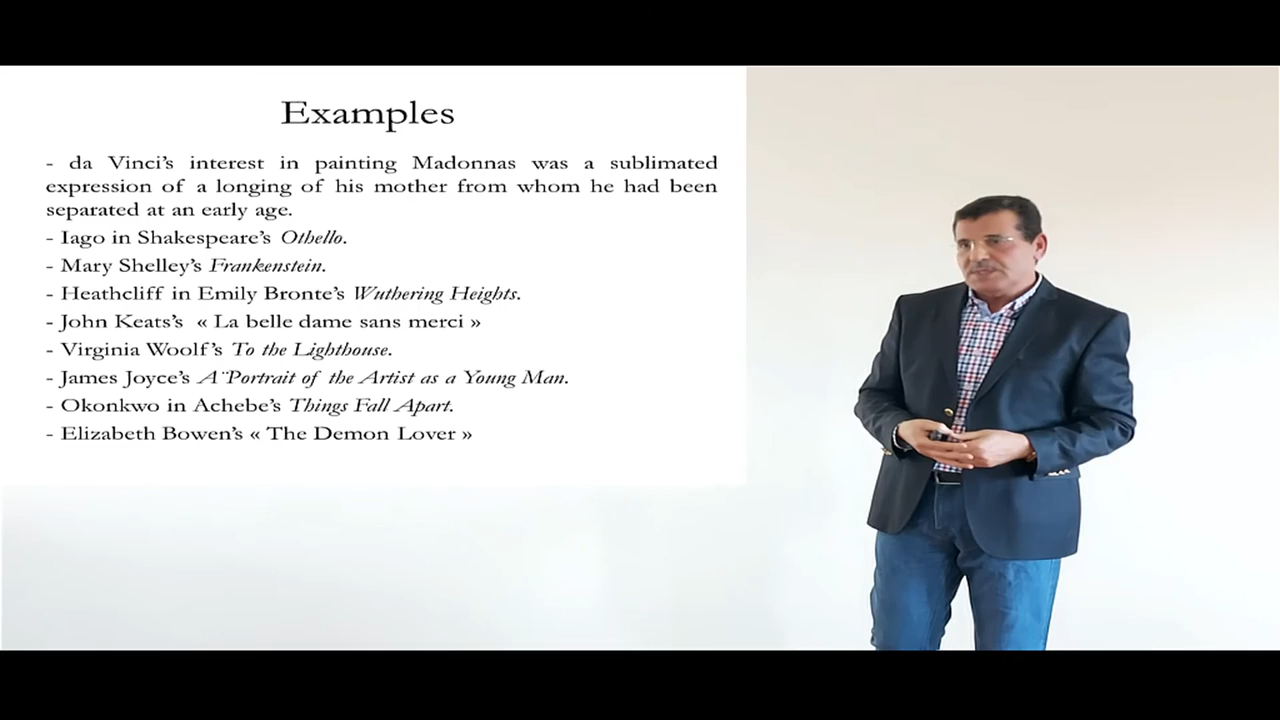 Examples
- da Vinci's interest in painting Madonnas was a sublimated
expression of a longing of his mother from whom he had been
separated at an early age.
- Iago in Shakespeare's Othello.
- Mary Shelley's Frankenstein.
- Heathcliff in Emily Bronte's Wuthering Heights.
- John Keats's « La belle dame sans merci »
- Virginia Woolf's To the Lighthouse.
- James Joyce's A¨Portrait of the Artist as a Young Man.
- Okonkwo in Achebe's Things Fall Apart.
- Elizabeth Bowen's « The Demon Lover »